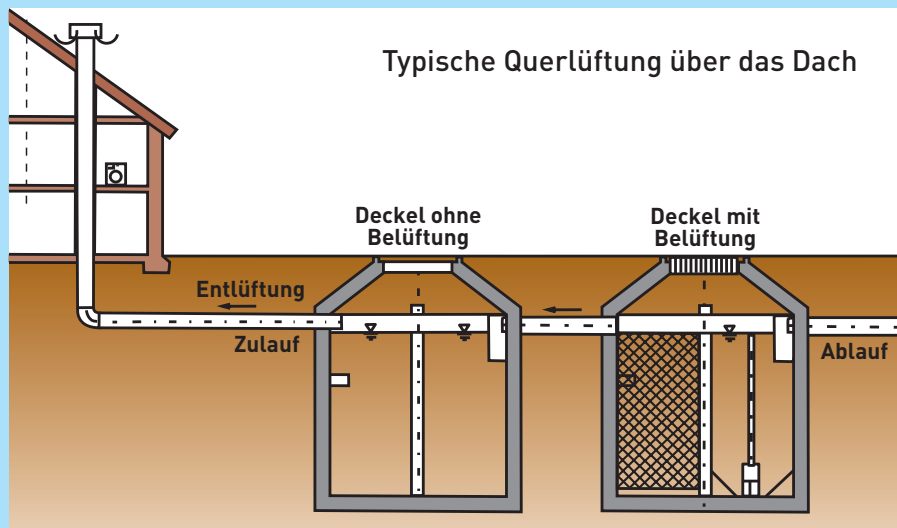 Typische Querlüftung über das Dach
Deckel ohne
Belüftung
Deckel mit
Belüftung
Entlüftung
Zulauf
Ablauf